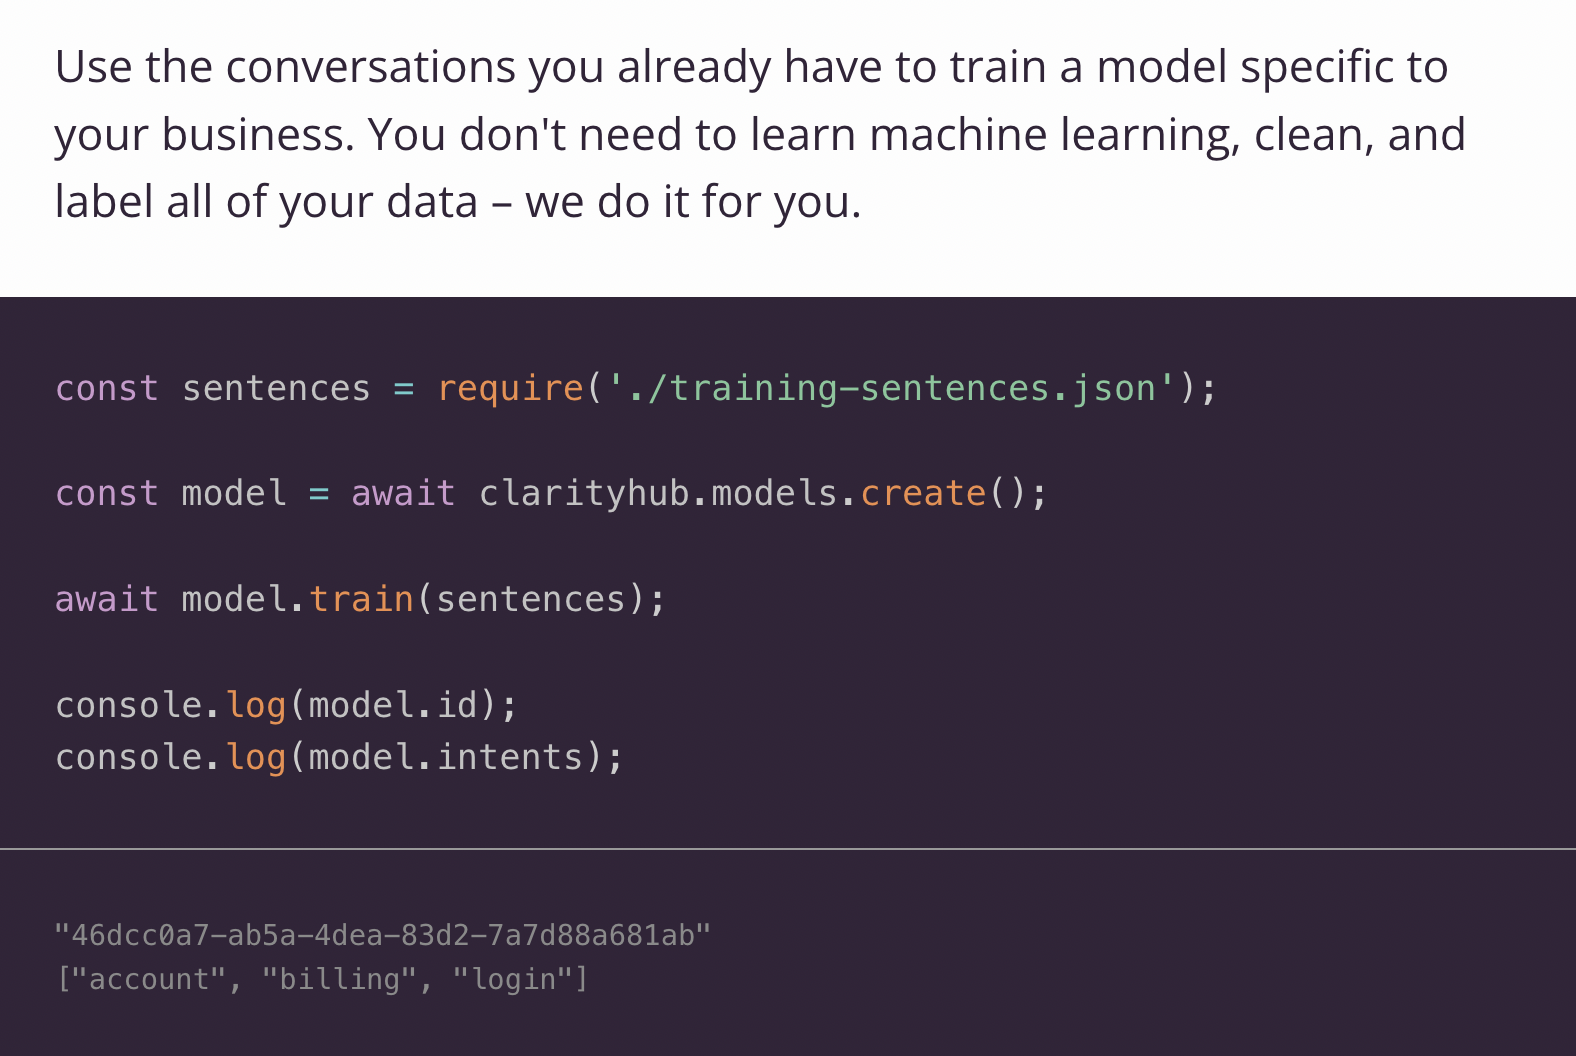 Use the conversations you already have to train a model specific to
your business. You don't need to learn machine learning, clean, and
label all of your data – we do it for you.
const sentences = require('./training-sentences.json');
const model = await clarityhub.models.create();
await model.train(sentences);
console.log(model.id);
console.log(model.intents);
"46dcc0a7-ab5a-4dea-83d2-7a7d88a681ab"
["account", "billing", "login"]